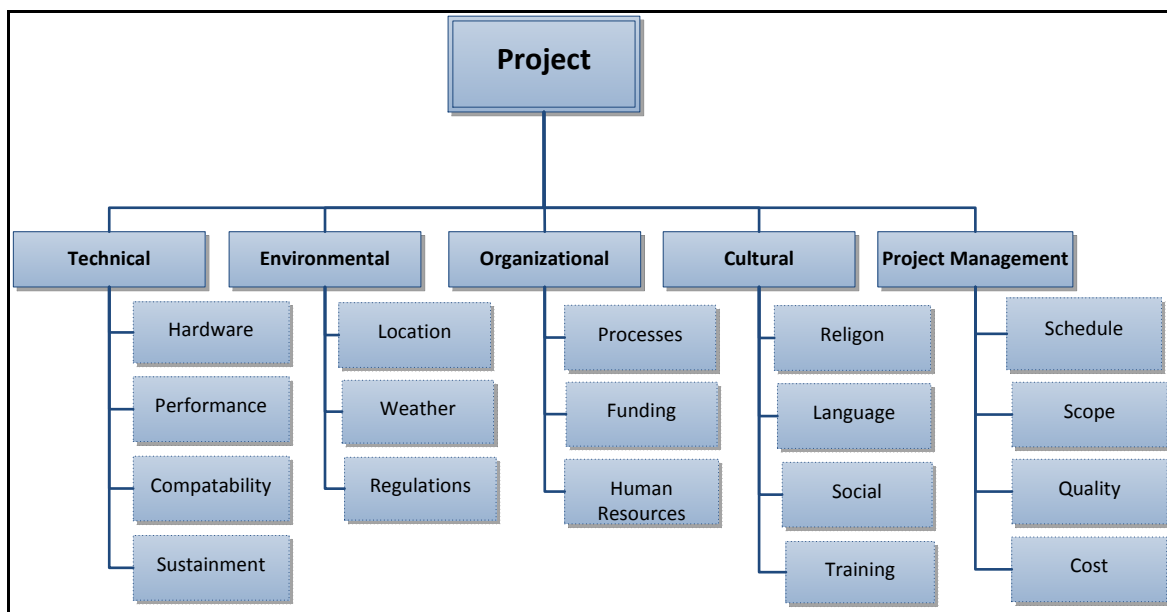 Project
Technical
Environmental
Organizational
Cultural
Project Management
Hardware
Performance
Compatability
Sustainment
Location
Weather
Regulations
Processes
Funding
Human
Resources
Religon
Language
Social
Training
Schedule
Scope
Quality
Cost